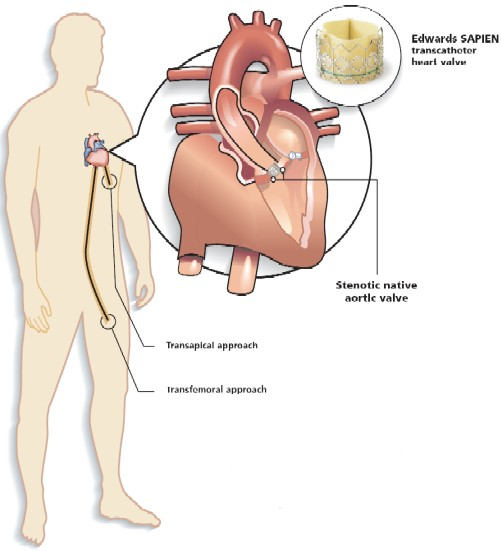 Edwards SAPIEN
transcatheter
heart valve
Stenotic native
aortic valve
Transapical approach
Transfemoral approach